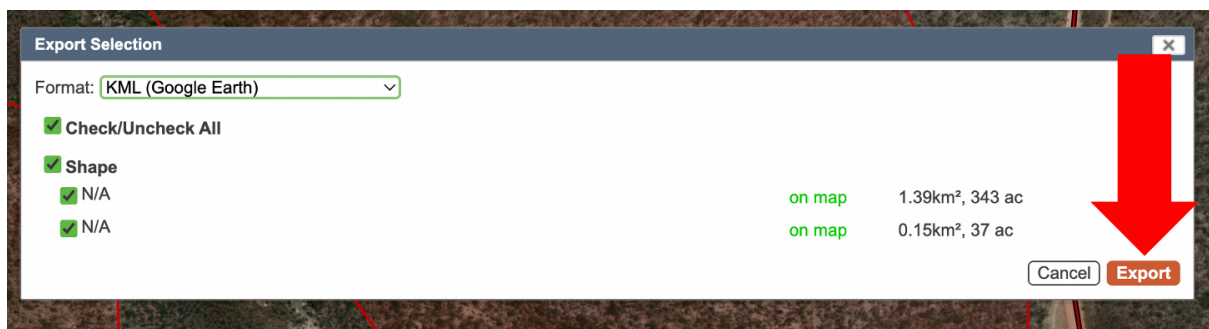 Export Selection
Format: KML (Google Earth)
Check/Uncheck All
Shape
N/A on map 1.39km², 343 ac
N/A on map 0.15km², 37 ac
Cancel Export